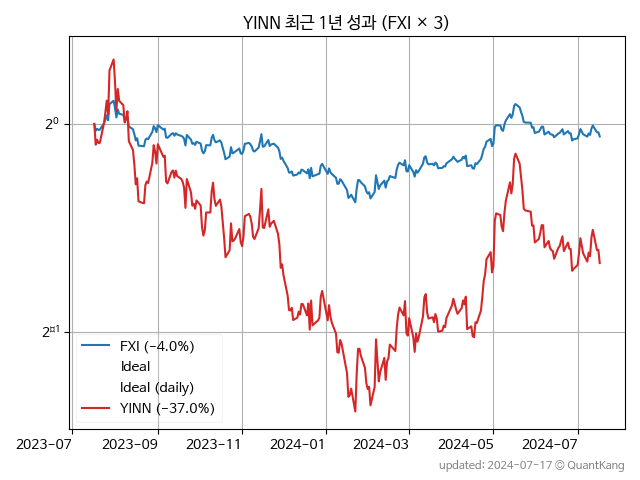 YINN 최근 1년 성과 (FXI × 3)
2⁰
2¤1
FXI (−4.0%)
Ideal
Ideal (daily)
YINN (−37.0%)
2023-07 2023-09 2023-11 2024-01 2024-03 2024-05 2024-07
updated: 2024-07-17 © QuantKang